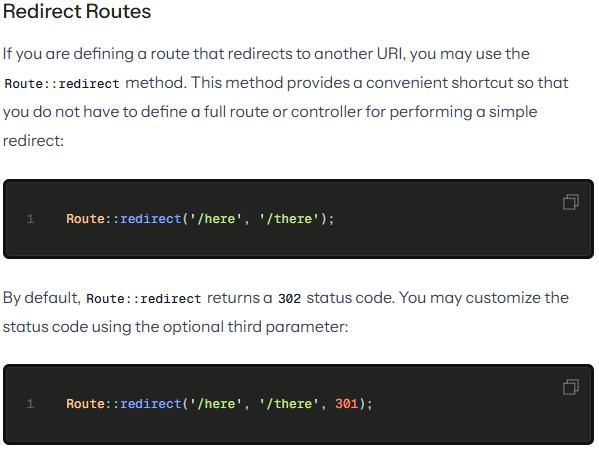 Redirect Routes
If you are defining a route that redirects to another URI, you may use the
Route::redirect method. This method provides a convenient shortcut so that
you do not have to define a full route or controller for performing a simple
redirect:
1 Route::redirect('/here', '/there');
By default, Route::redirect returns a 302 status code. You may customize the
status code using the optional third parameter:
1 Route::redirect('/here', '/there', 301);